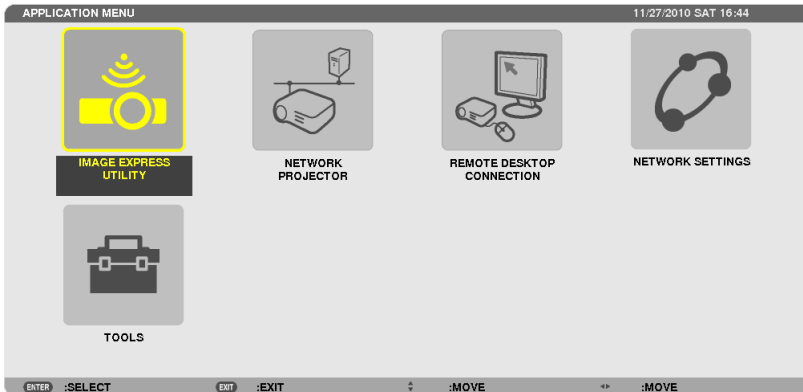 APPLICATION MENU 11/27/2010 SAT 16:44
IMAGE EXPRESS
UTILITY
NETWORK
PROJECTOR
REMOTE DESKTOP
CONNECTION
NETWORK SETTINGS
TOOLS
ENTER :SELECT EXIT :EXIT :MOVE :MOVE